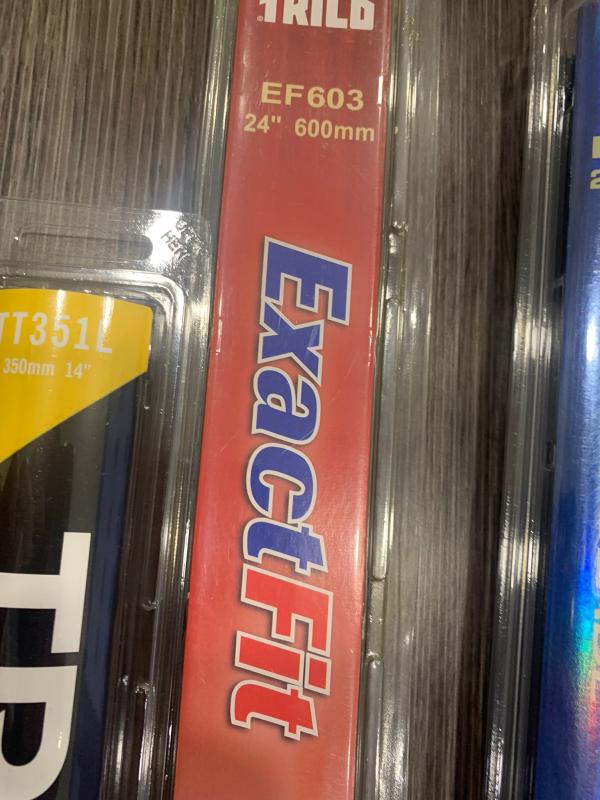 ®TRICO
EF603
24" 600mm
ExactFit
TT351L
350mm 14"